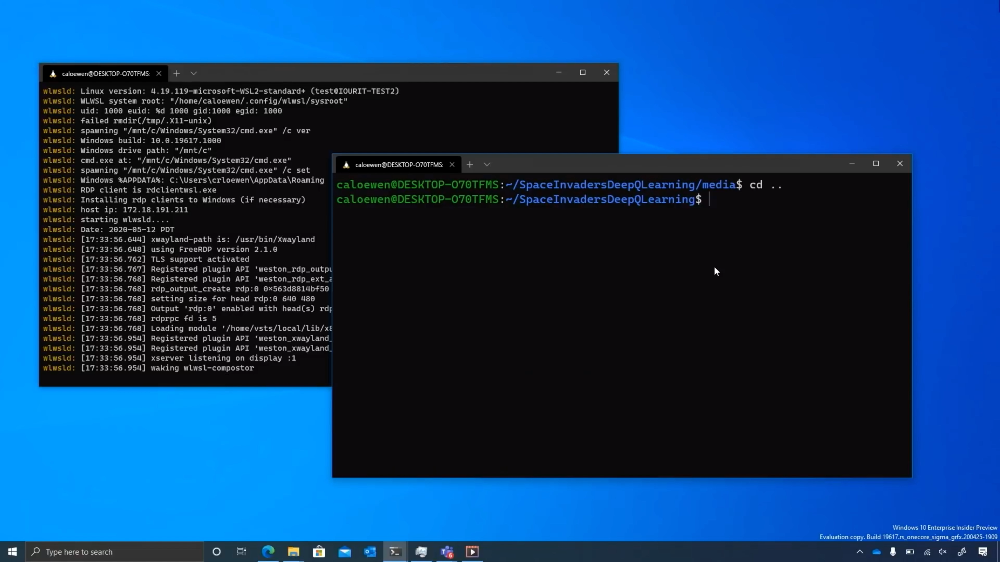 caloewen@DESKTOP-O70TFMS:
wlwsld: Linux version: 4.19.119-microsoft-WSL2-standard+ (test@IOURIT-TEST2)
wlwsld: WLWSL system root: "/home/caloewen/.config/wlwsl/sysroot"
wlwsld: uid: 1000 euid: %d 1000 gid:1000 egid: 1000
wlwsld: failed rmdir(/tmp/.X11-unix)
wlwsld: spawning "/mnt/c/Windows/System32/cmd.exe" /c ver
wlwsld: Windows build: 10.0.19617.1000
wlwsld: Windows drive path: "/mnt/c"
wlwsld: cmd.exe at: "/mnt/c/Windows/System32/cmd.exe"
wlwsld: spawning "/mnt/c/Windows/System32/cmd.exe" /c set
wlwsld: Windows %APPDATA%: C:\Users\crloewen\AppData\Roaming
wlwsld: RDP client is rdclientwsl.exe
wlwsld: Installing rdp clients to Windows (if necessary)
wlwsld: host ip: 172.18.191.211
wlwsld: starting wlwsld....
wlwsld: Date: 2020-05-12 PDT
wlwsld: [17:33:56.644] xwayland-path is: /usr/bin/Xwayland
wlwsld: [17:33:56.648] using FreeRDP version 2.1.0
wlwsld: [17:33:56.762] TLS support activated
wlwsld: [17:33:56.767] Registered plugin API 'weston_rdp_outpu
wlwsld: [17:33:56.768] Registered plugin API 'weston_rdp_ext_a
wlwsld: [17:33:56.768] rdp_output_create rdp:0 0×563d8814bf50
wlwsld: [17:33:56.768] setting size for head rdp:0 640 480
wlwsld: [17:33:56.768] Output 'rdp:0' enabled with head(s) rdp
wlwsld: [17:33:56.768] rdprpc fd is 5
wlwsld: [17:33:56.768] Loading module '/home/vsts/local/lib/x8
wlwsld: [17:33:56.954] Registered plugin API 'weston_xwayland_
wlwsld: [17:33:56.954] Registered plugin API 'weston_xwayland_
wlwsld: [17:33:56.954] xserver listening on display :1
wlwsld: [17:33:56.954] waking wlwsl-compostor
caloewen@DESKTOP-O70TFMS:
caloewen@DESKTOP-O70TFMS:~/SpaceInvadersDeepQLearning/media$ cd ..
caloewen@DESKTOP-O70TFMS:~/SpaceInvadersDeepQLearning$
Windows 10 Enterprise Insider Preview
Evaluation copy. Build 19617.rs_onecore_sigma_grfx.200425-1909
Type here to search
6